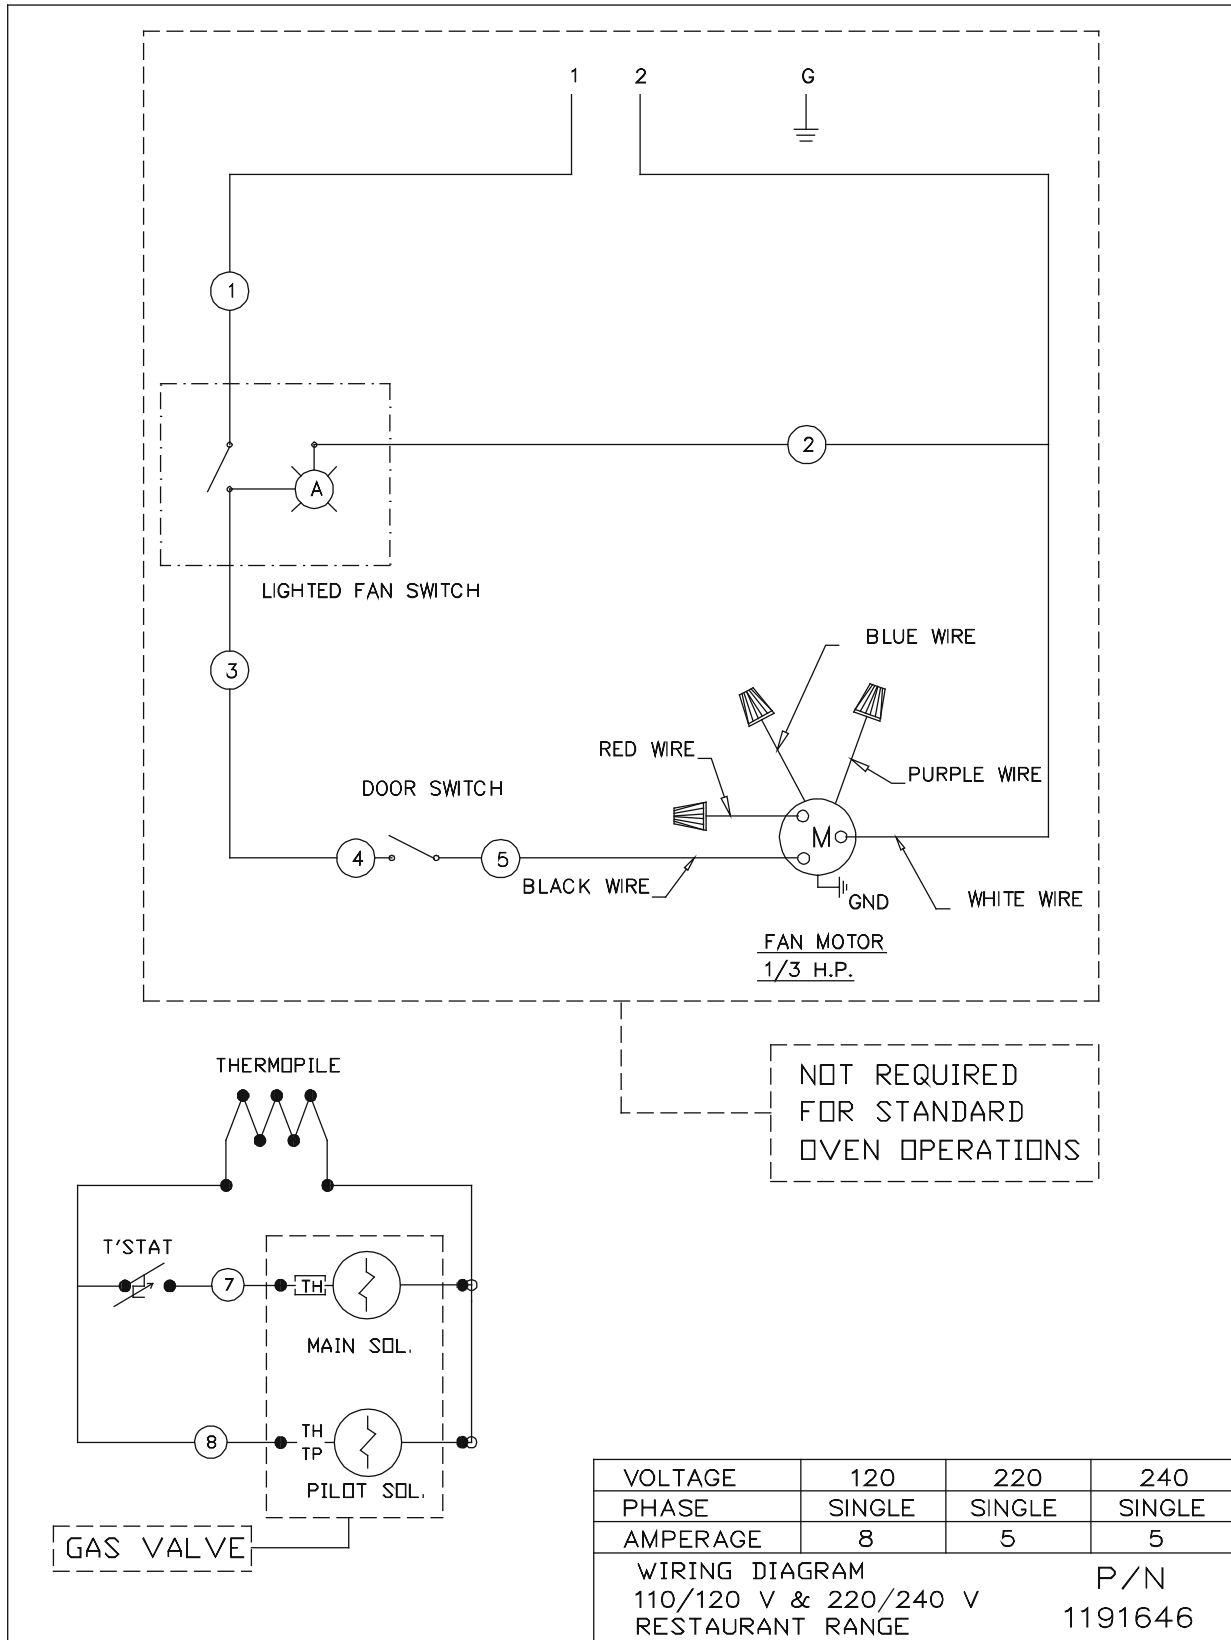 1 2 G
1
2
A
LIGHTED FAN SWITCH
3
BLUE WIRE
RED WIRE
PURPLE WIRE
DOOR SWITCH
M
4
5
BLACK WIRE
GND
WHITE WIRE
FAN MOTOR
1/3 H.P.
THERMOPILE
NOT REQUIRED
FOR STANDARD
OVEN OPERATIONS
T'STAT
7
TH
MAIN SOL.
8
TH
TP
PILOT SOL.
GAS VALVE
VOLTAGE 120 220 240
PHASE SINGLE SINGLE SINGLE
AMPERAGE 8 5 5
WIRING DIAGRAM
110/120 V & 220/240 V
RESTAURANT RANGE
P/N
1191646